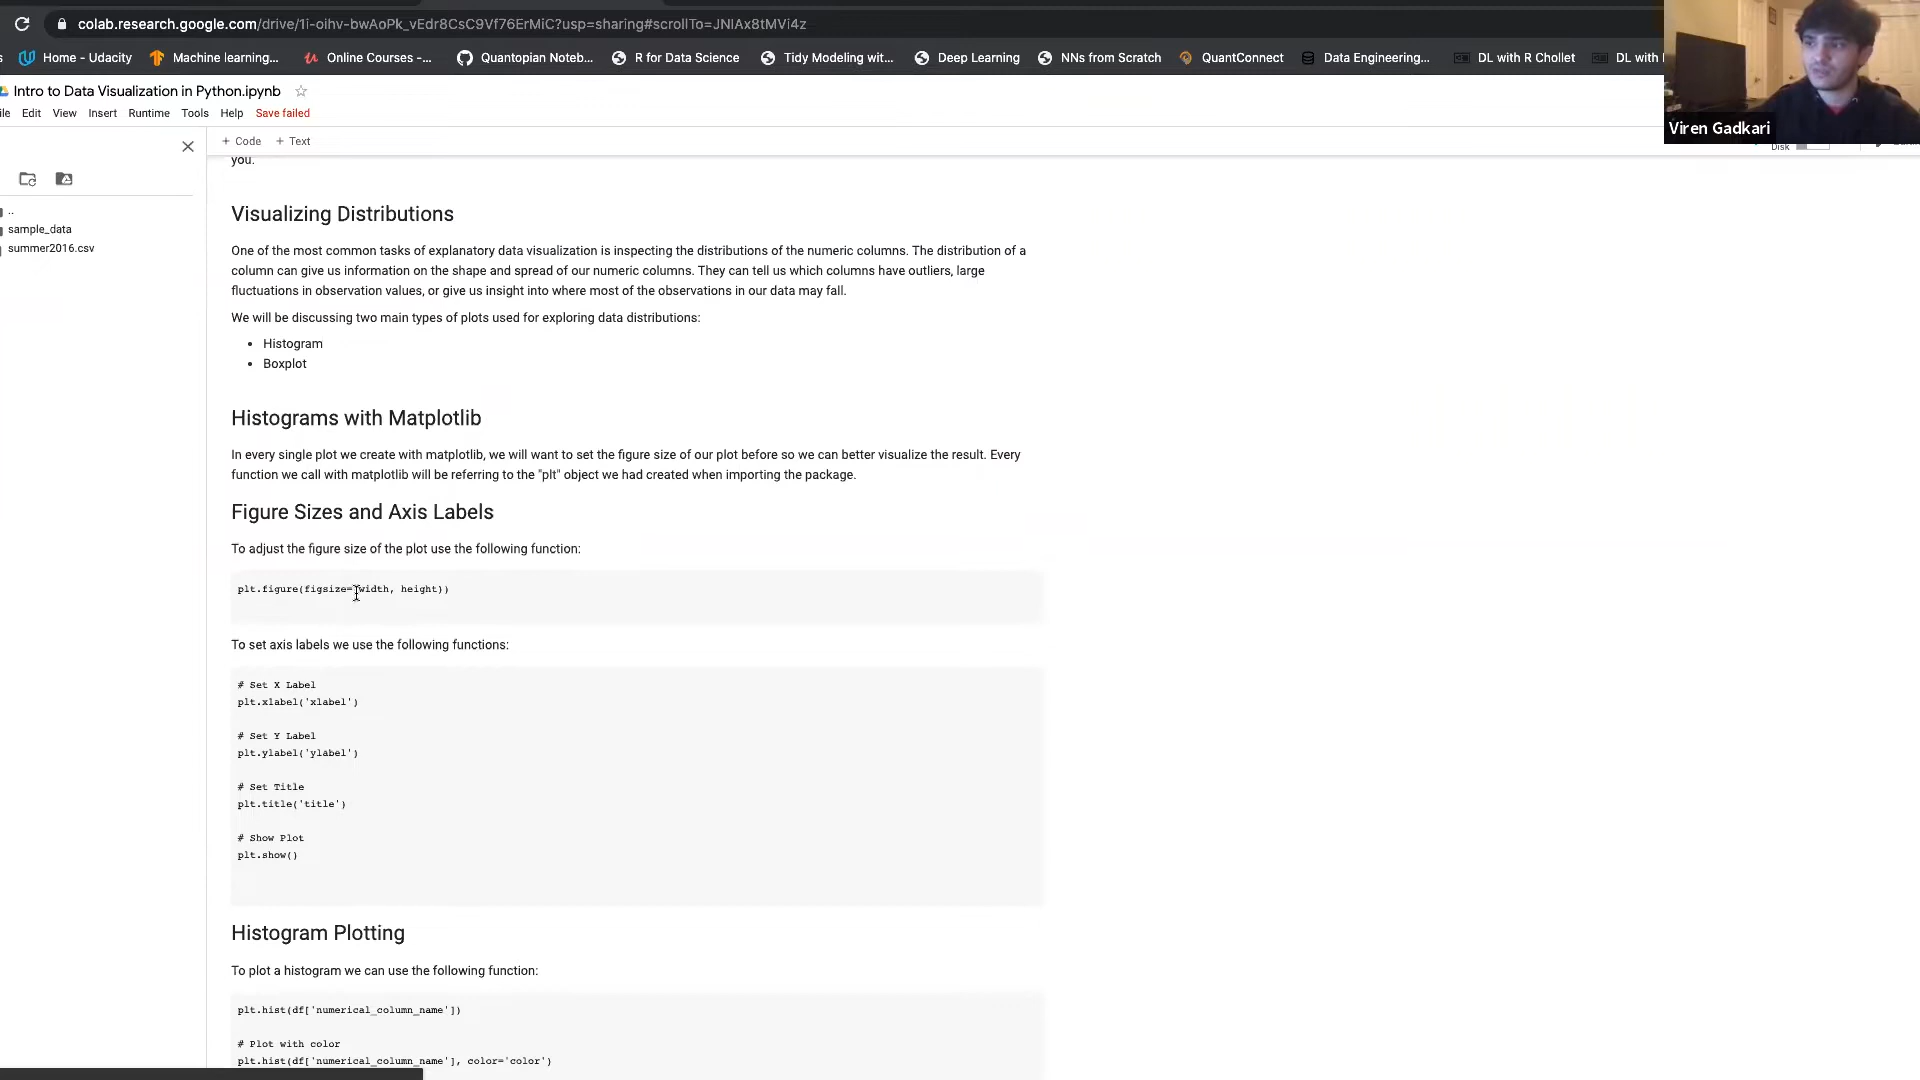 colab.research.google.com/drive/1i-oihv-bwAoPk_vEdr8CsC9Vf76ErMiC?usp=sharing#scrollTo=JNIAx8tMVi4z
Home - Udacity Machine learning... Online Courses -... Quantopian Noteb... R for Data Science Tidy Modeling wit... Deep Learning NNs from Scratch QuantConnect Data Engineering... DL with R Chollet DL with
Intro to Data Visualization in Python.ipynb
ile Edit View Insert Runtime Tools Help Save failed
Viren Gadkari
+ Code + Text
Disk
you.
..
sample_data
summer2016.csv
Visualizing Distributions
One of the most common tasks of explanatory data visualization is inspecting the distributions of the numeric columns. The distribution of a
column can give us information on the shape and spread of our numeric columns. They can tell us which columns have outliers, large
fluctuations in observation values, or give us insight into where most of the observations in our data may fall.
We will be discussing two main types of plots used for exploring data distributions:
• Histogram
• Boxplot
Histograms with Matplotlib
In every single plot we create with matplotlib, we will want to set the figure size of our plot before so we can better visualize the result. Every
function we call with matplotlib will be referring to the "plt" object we had created when importing the package.
Figure Sizes and Axis Labels
To adjust the figure size of the plot use the following function:
plt.figure(figsize=(width, height))
To set axis labels we use the following functions:
# Set X Label
plt.xlabel('xlabel')
# Set Y Label
plt.ylabel('ylabel')
# Set Title
plt.title('title')
# Show Plot
plt.show()
Histogram Plotting
To plot a histogram we can use the following function:
plt.hist(df['numerical_column_name'])
# Plot with color
plt.hist(df['numerical_column_name'], color='color')